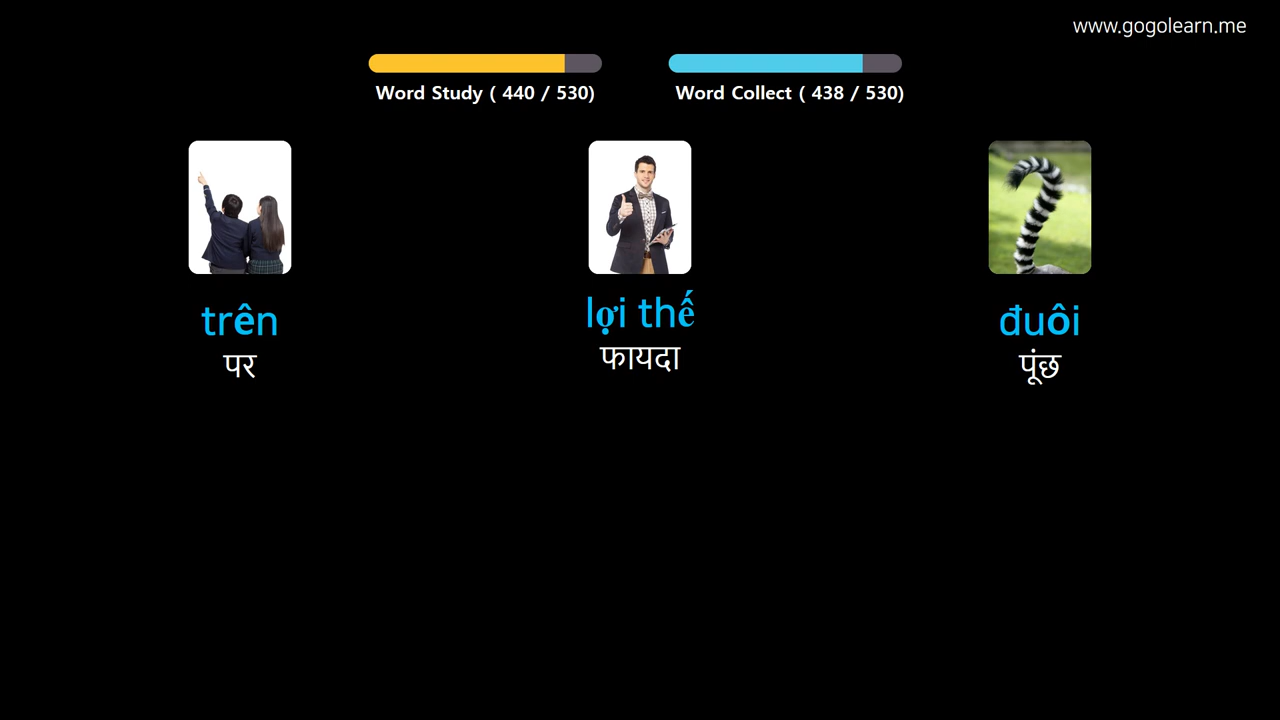 www.gogolearn.me
Word Study ( 440 / 530)
Word Collect ( 438 / 530)
trên
पर
lợi thế
फायदा
đuôi
पूंछ